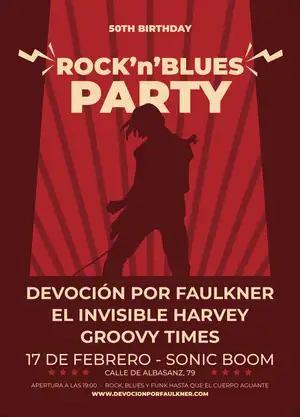 50TH BIRTHDAY
ROCK'n'BLUES
PARTY
DEVOCIÓN POR FAULKNER
EL INVISIBLE HARVEY
GROOVY TIMES
17 DE FEBRERO - SONIC BOOM
CALLE DE ALBASANZ, 79
APERTURA A LAS 19:00 - ROCK, BLUES Y FUNK HASTA QUE EL CUERPO AGUANTE
WWW.DEVOCIONPORFAULKNER.COM